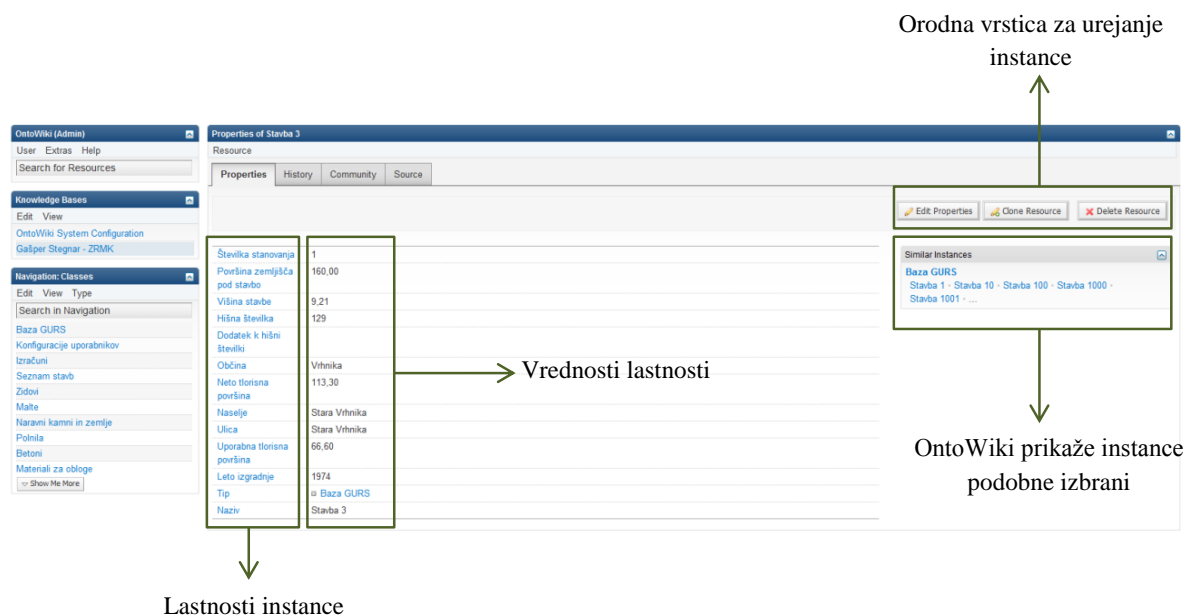 Orodna vrstica za urejanje
instance
OntoWiki (Admin)
User Extras Help
Search for Resources
Knowledge Bases
Edit View
OntoWiki System Configuration
Gašper Stegnar - ZRMK
Navigation: Classes
Edit View Type
Search in Navigation
Baza GURS
Konfiguracije uporabnikov
Izračuni
Seznam stavb
Zidovi
Malte
Naravni kamni in zemlje
Polnila
Betoni
Materiali za obloge
Show Me More
Properties of Stavba 3
Resource
Properties History Community Source
Edit Properties Clone Resource Delete Resource
Številka stanovanja 1
Površina zemljišča 160,00
pod stavbo
Višina stavbe 9,21
Hišna številka 129
Dodatek k hišni
številki
Občina Vrhnika
Neto tlorisna 113,30
površina
Naselje Stara Vrhnika
Ulica Stara Vrhnika
Uporabna tlorisna 66,60
površina
Leto izgradnje 1974
Tip Baza GURS
Naziv Stavba 3
Similar Instances
Baza GURS
Stavba 1 - Stavba 10 - Stavba 100 - Stavba 1000 -
Stavba 1001 - ...
Vrednosti lastnosti
OntoWiki prikaže instance
podobne izbrani
Lastnosti instance